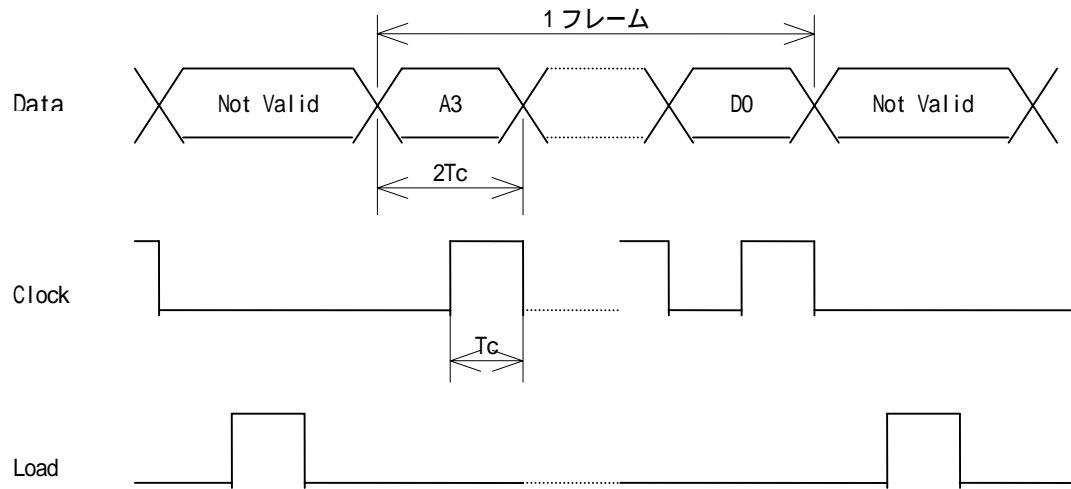 1 フレーム
Data
Not Valid
A3
D0
Not Valid
2Tc
Clock
Tc
Load